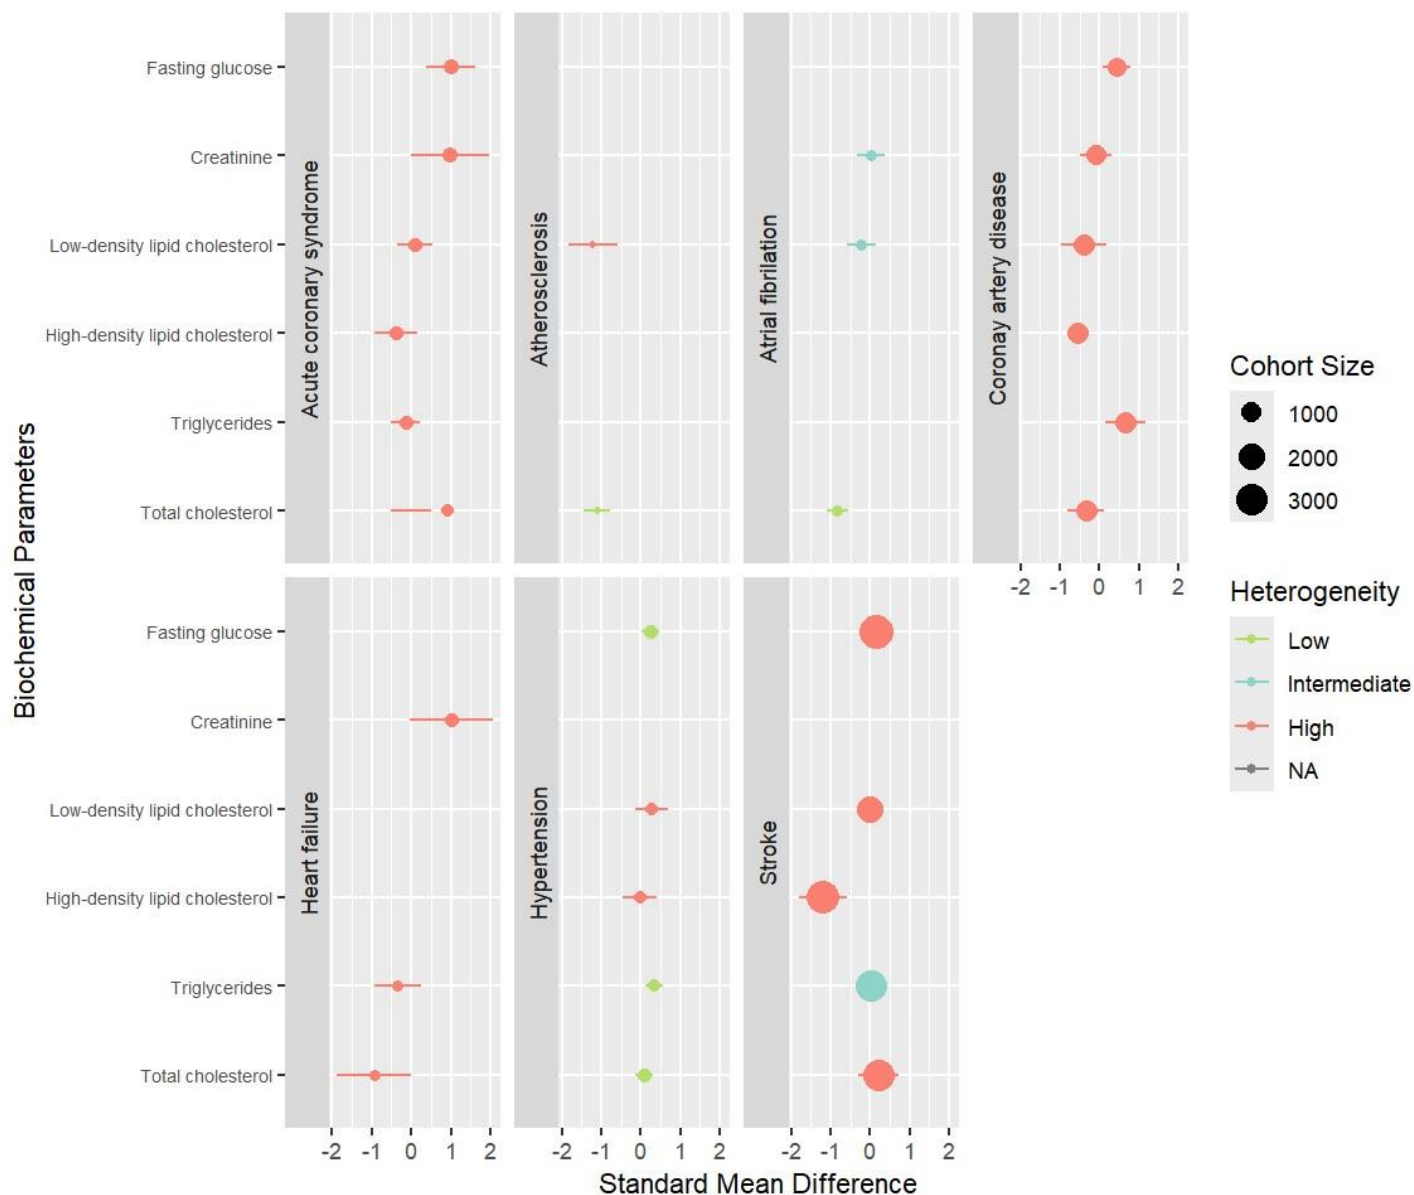 Biochemical Parameters
Fasting glucose
Creatinine
Low-density lipid cholesterol
High-density lipid cholesterol
Triglycerides
Total cholesterol
Acute coronary syndrome
Atherosclerosis
Atrial fibrilation
Coronay artery disease
-2 -1 0 1 2
Fasting glucose
Creatinine
Low-density lipid cholesterol
High-density lipid cholesterol
Triglycerides
Total cholesterol
Heart failure
Hypertension
Stroke
-2 -1 0 1 2
-2 -1 0 1 2
-2 -1 0 1 2
Standard Mean Difference
Cohort Size
1000
2000
3000
Heterogeneity
Low
Intermediate
High
NA